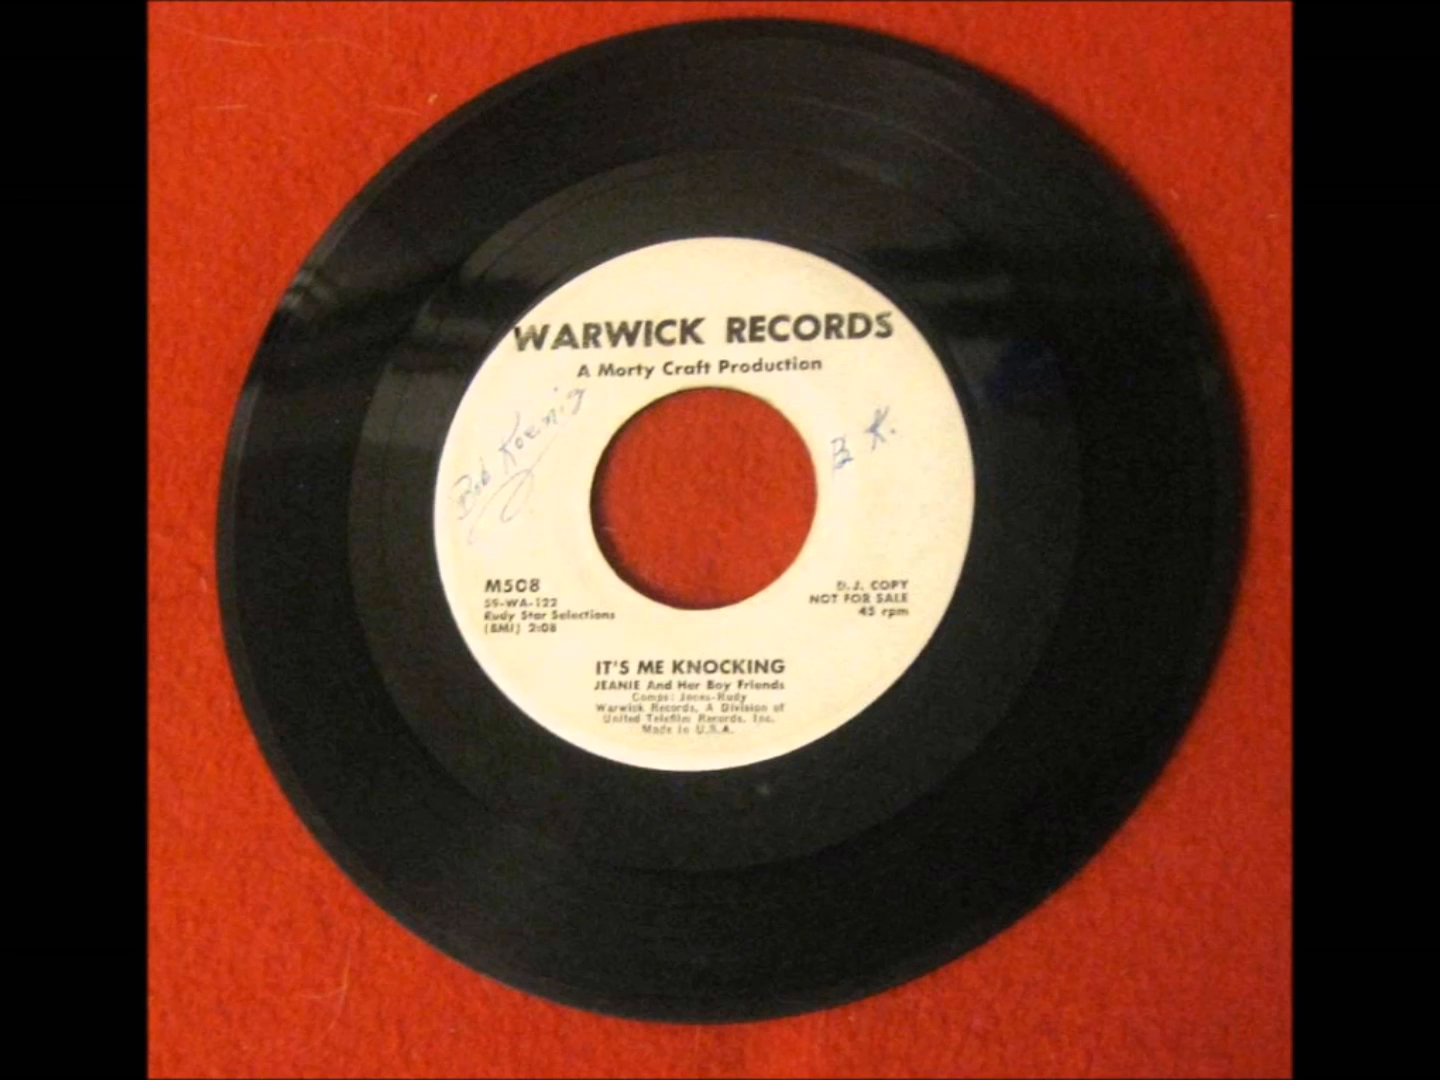 WARWICK RECORDS
A Morty Craft Production
Bob Koenig
B K.
M508
59-WA-122
Rudy Star Selections
(BMI) 2:08
D.J. COPY
NOT FOR SALE
45 rpm
IT'S ME KNOCKING
JEANIE And Her Boy Friends
Comps: Jones-Rudy
Warwick Records, A Division of
United Telefilm Records, Inc.
Made in U.S.A.